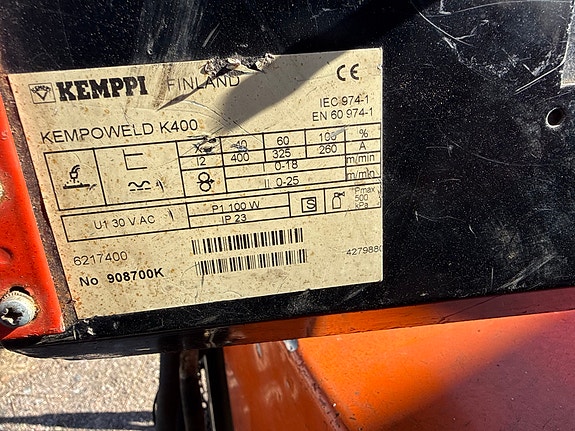 KEMPPI FINLAND CE
KEMPOWELD K400
IEC 974-1
EN 60 974-1
X 40 60 100 %
I2 400 325 260 A
I 0-18 m/min
II 0-25 m/min
U1 30 V AC
P1 100 W
IP 23
S
Pmax
500
kPa
6217400
4279880
No 908700K